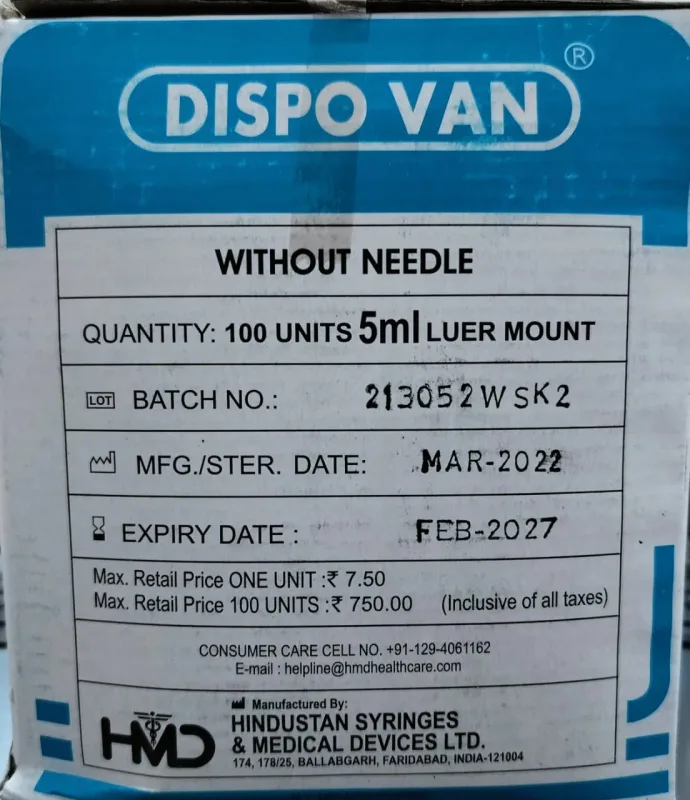 DISPO VAN ®
WITHOUT NEEDLE
QUANTITY: 100 UNITS 5ml LUER MOUNT
LOT BATCH NO.: 213052WSK2
MFG./STER. DATE: MAR-2022
EXPIRY DATE : FEB-2027
Max. Retail Price ONE UNIT :₹ 7.50
Max. Retail Price 100 UNITS :₹ 750.00 (Inclusive of all taxes)
CONSUMER CARE CELL NO. +91-129-4061162
E-mail : helpline@hmdhealthcare.com
Manufactured By:
HMD HINDUSTAN SYRINGES
& MEDICAL DEVICES LTD.
174, 178/25, BALLABGARH, FARIDABAD, INDIA-121004